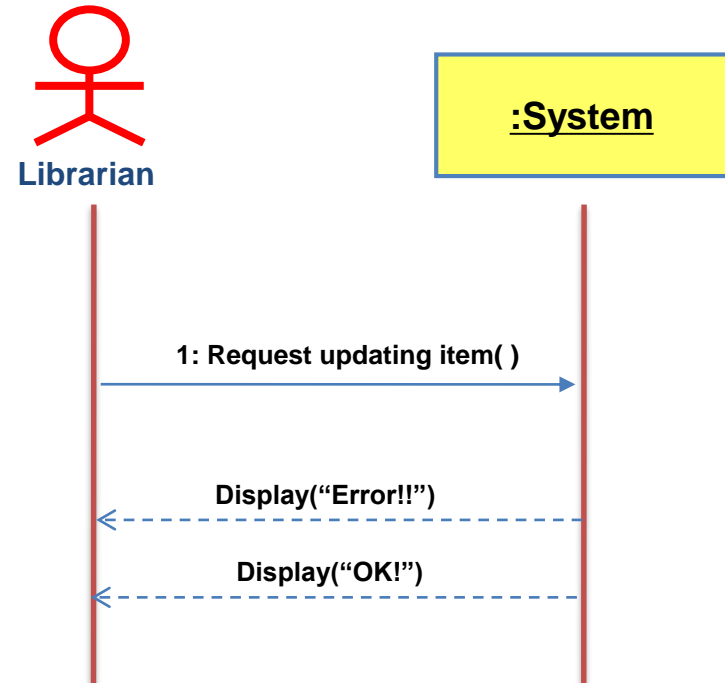 :System
Librarian
1: Request updating item( )
Display(“Error!!”)
Display(“OK!”)